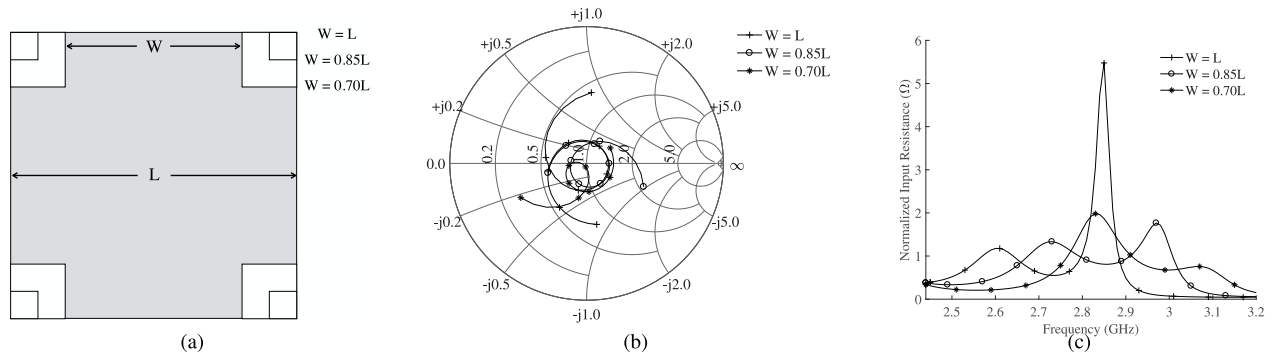 W
L
W = L
W = 0.85L
W = 0.70L
(a)
+j1.0
+j0.5
+j2.0
+j0.2
+j5.0
0.0
0.2
0.5
1.0
2.0
5.0
∞
-j0.2
-j5.0
-j0.5
-j2.0
-j1.0
W = L
W = 0.85L
W = 0.70L
(b)
Normalized Input Resistance (Ω)
6
5
4
3
2
1
0
2.5
2.6
2.7
2.8
2.9
3
3.1
3.2
Frequency (GHz)
W = L
W = 0.85L
W = 0.70L
(c)